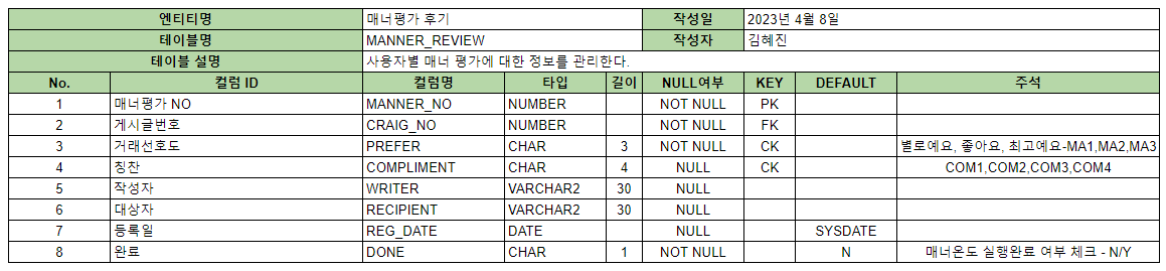 엔티티명 매너평가 후기 작성일 2023년 4월 8일
테이블명 MANNER_REVIEW 작성자 김혜진
테이블 설명 사용자별 매너 평가에 대한 정보를 관리한다.
No. 컬럼 ID 컬럼명 타입 길이 NULL여부 KEY DEFAULT 주석
1 매너평가 NO MANNER_NO NUMBER NOT NULL PK
2 게시글번호 CRAIG_NO NUMBER NOT NULL FK
3 거래선호도 PREFER CHAR 3 NOT NULL CK 별로예요, 좋아요, 최고예요-MA1,MA2,MA3
4 칭찬 COMPLIMENT CHAR 4 NULL CK COM1,COM2,COM3,COM4
5 작성자 WRITER VARCHAR2 30 NULL
6 대상자 RECIPIENT VARCHAR2 30 NULL
7 등록일 REG_DATE DATE NULL SYSDATE
8 완료 DONE CHAR 1 NOT NULL N 매너온도 실행완료 여부 체크 - N/Y